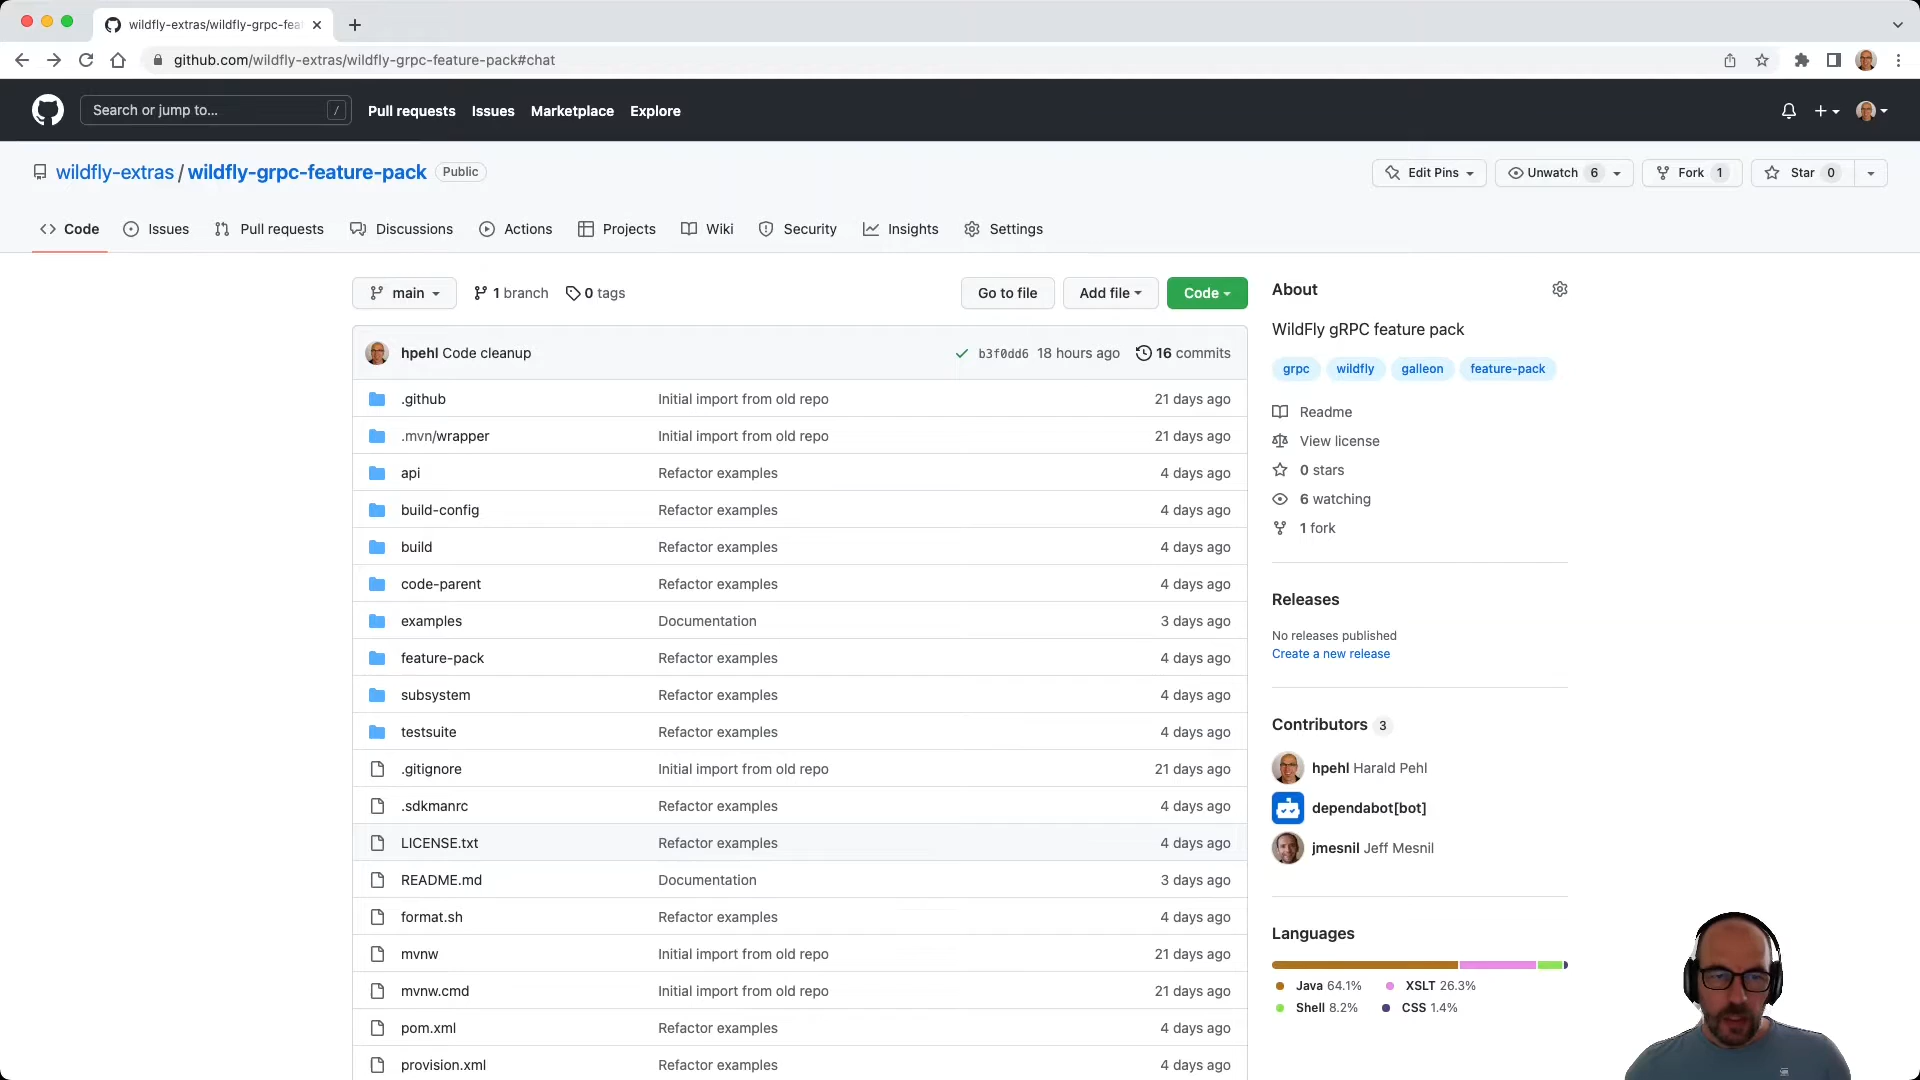 wildfly-extras/wildfly-grpc-fea
github.com/wildfly-extras/wildfly-grpc-feature-pack#chat
Search or jump to... /
Pull requests Issues Marketplace Explore
wildfly-extras / wildfly-grpc-feature-pack Public
Edit Pins Unwatch 6 Fork 1 Star 0
Code Issues Pull requests Discussions Actions Projects Wiki Security Insights Settings
main 1 branch 0 tags Go to file Add file Code
hpehl Code cleanup b3f0dd6 18 hours ago 16 commits
.github Initial import from old repo 21 days ago
.mvn/wrapper Initial import from old repo 21 days ago
api Refactor examples 4 days ago
build-config Refactor examples 4 days ago
build Refactor examples 4 days ago
code-parent Refactor examples 4 days ago
examples Documentation 3 days ago
feature-pack Refactor examples 4 days ago
subsystem Refactor examples 4 days ago
testsuite Refactor examples 4 days ago
.gitignore Initial import from old repo 21 days ago
.sdkmanrc Refactor examples 4 days ago
LICENSE.txt Refactor examples 4 days ago
README.md Documentation 3 days ago
format.sh Refactor examples 4 days ago
mvnw Initial import from old repo 21 days ago
mvnw.cmd Initial import from old repo 21 days ago
pom.xml Refactor examples 4 days ago
provision.xml Refactor examples 4 days ago
About
WildFly gRPC feature pack
grpc wildfly galleon feature-pack
Readme
View license
0 stars
6 watching
1 fork
Releases
No releases published
Create a new release
Contributors 3
hpehl Harald Pehl
dependabot[bot]
jmesnil Jeff Mesnil
Languages
Java 64.1% XSLT 26.3%
Shell 8.2% CSS 1.4%